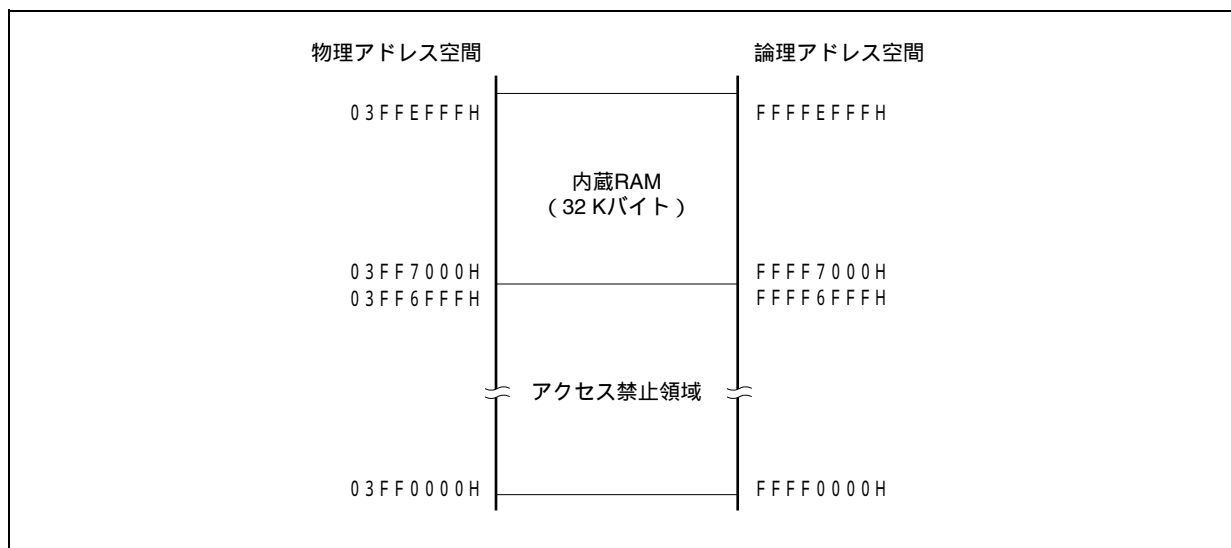 物理アドレス空間 論理アドレス空間
03FFEFFFH FFFFEFFFH
内蔵RAM
（32 Kバイト）
03FF7000H FFFF7000H
03FF6FFFH FFFF6FFFH
アクセス禁止領域
03FF0000H FFFF0000H